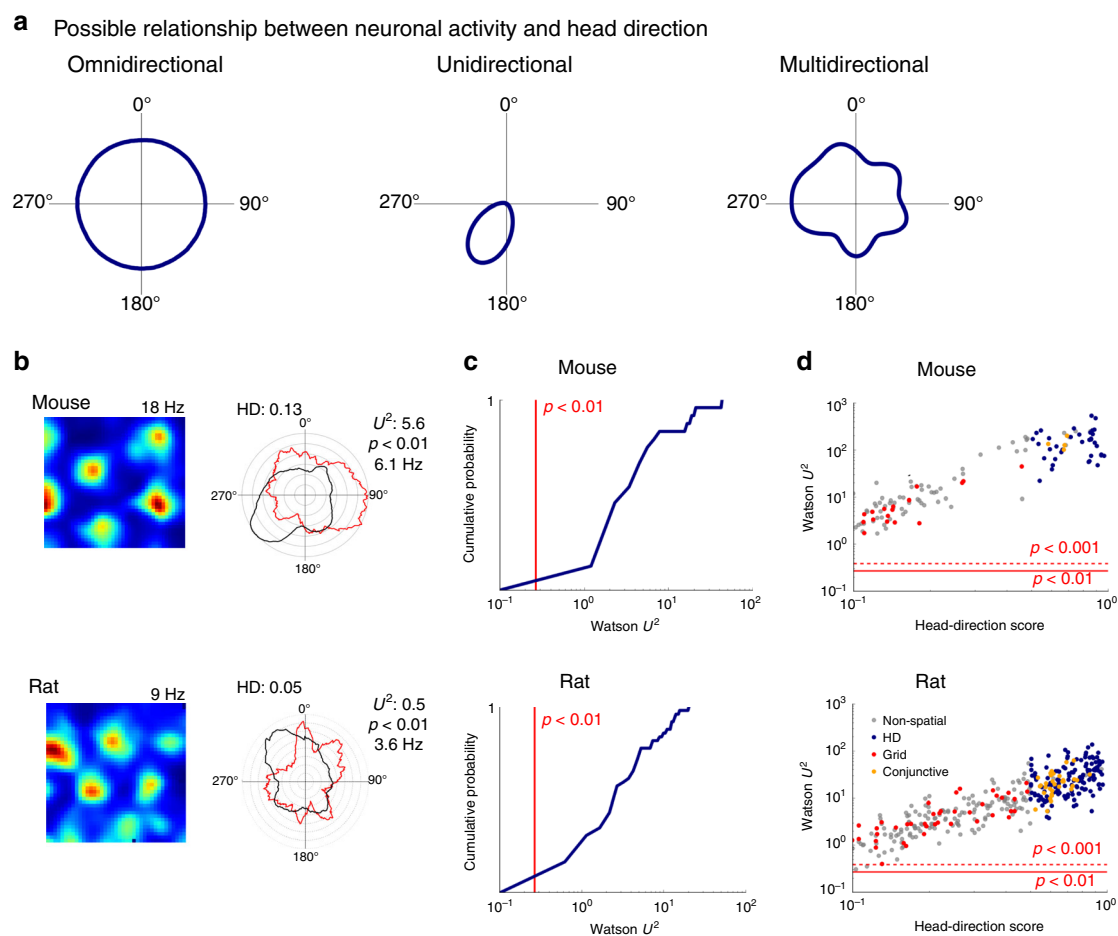 a Possible relationship between neuronal activity and head direction
Omnidirectional
0°
270°
90°
180°
Unidirectional
0°
270°
90°
180°
Multidirectional
0°
270°
90°
180°
b
Mouse
18 Hz
HD: 0.13
U²: 5.6
p < 0.01
6.1 Hz
0°
270°
90°
180°
Rat
9 Hz
HD: 0.05
U²: 0.5
p < 0.01
3.6 Hz
0°
270°
90°
180°
c
Mouse
1
p < 0.01
Cumulative probability
10⁻¹ 10⁰ 10¹ 10²
Watson U²
Rat
1
p < 0.01
Cumulative probability
10⁻¹ 10⁰ 10¹ 10²
Watson U²
d
Mouse
10³
10²
10¹
10⁰
10⁻¹
Watson U²
p < 0.001
p < 0.01
10⁻¹ 10⁰
Head-direction score
Rat
10³
10²
10¹
10⁰
10⁻¹
Watson U²
Non-spatial
HD
Grid
Conjunctive
p < 0.001
p < 0.01
10⁻¹ 10⁰
Head-direction score